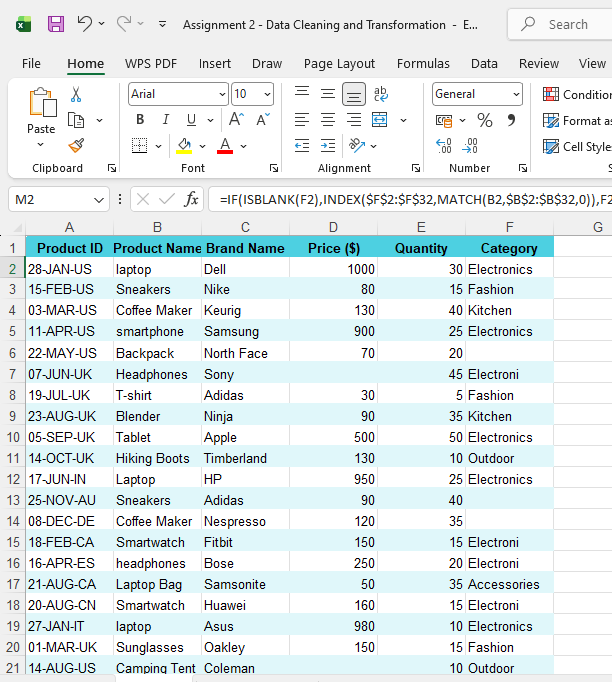 Assignment 2 - Data Cleaning and Transformation - E...
Search
File Home WPS PDF Insert Draw Page Layout Formulas Data Review View
Paste
Arial 10
General
Conditio
B I U A A
% 9
Format as
A
Cell Style
Clipboard Font Alignment Number
M2 fx =IF(ISBLANK(F2),INDEX($F$2:$F$32,MATCH(B2,$B$2:$B$32,0)),F2
A B C D E F G
1 Product ID Product Name Brand Name Price ($) Quantity Category
2 28-JAN-US laptop Dell 1000 30 Electronics
3 15-FEB-US Sneakers Nike 80 15 Fashion
4 03-MAR-US Coffee Maker Keurig 130 40 Kitchen
5 11-APR-US smartphone Samsung 900 25 Electronics
6 22-MAY-US Backpack North Face 70 20
7 07-JUN-UK Headphones Sony 45 Electroni
8 19-JUL-UK T-shirt Adidas 30 5 Fashion
9 23-AUG-UK Blender Ninja 90 35 Kitchen
10 05-SEP-UK Tablet Apple 500 50 Electronics
11 14-OCT-UK Hiking Boots Timberland 130 10 Outdoor
12 17-JUN-IN Laptop HP 950 25 Electronics
13 25-NOV-AU Sneakers Adidas 90 40
14 08-DEC-DE Coffee Maker Nespresso 120 35
15 18-FEB-CA Smartwatch Fitbit 150 15 Electroni
16 16-APR-ES headphones Bose 250 20 Electroni
17 21-AUG-CA Laptop Bag Samsonite 50 35 Accessories
18 20-AUG-CN Smartwatch Huawei 160 15 Electroni
19 27-JAN-IT laptop Asus 980 10 Electronics
20 01-MAR-UK Sunglasses Oakley 150 15 Fashion
21 14-AUG-US Camping Tent Coleman 10 Outdoor